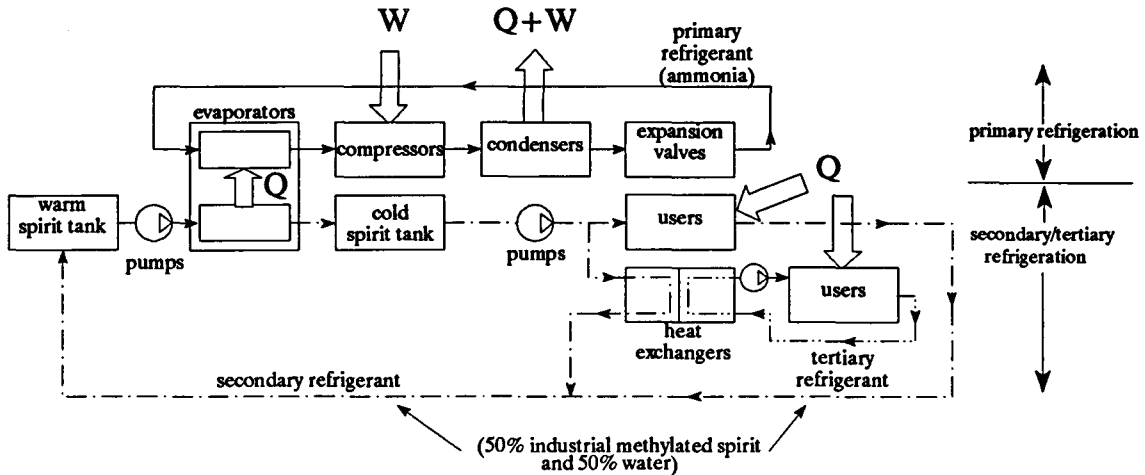 W
Q+W
primary
refrigerant
(ammonia)
evaporators
compressors
condensers
expansion
valves
primary refrigeration
Q
Q
warm
spirit tank
pumps
cold
spirit tank
pumps
users
secondary/tertiary
refrigeration
users
heat
exchangers
tertiary
refrigerant
secondary refrigerant
(50% industrial methylated spirit
and 50% water)